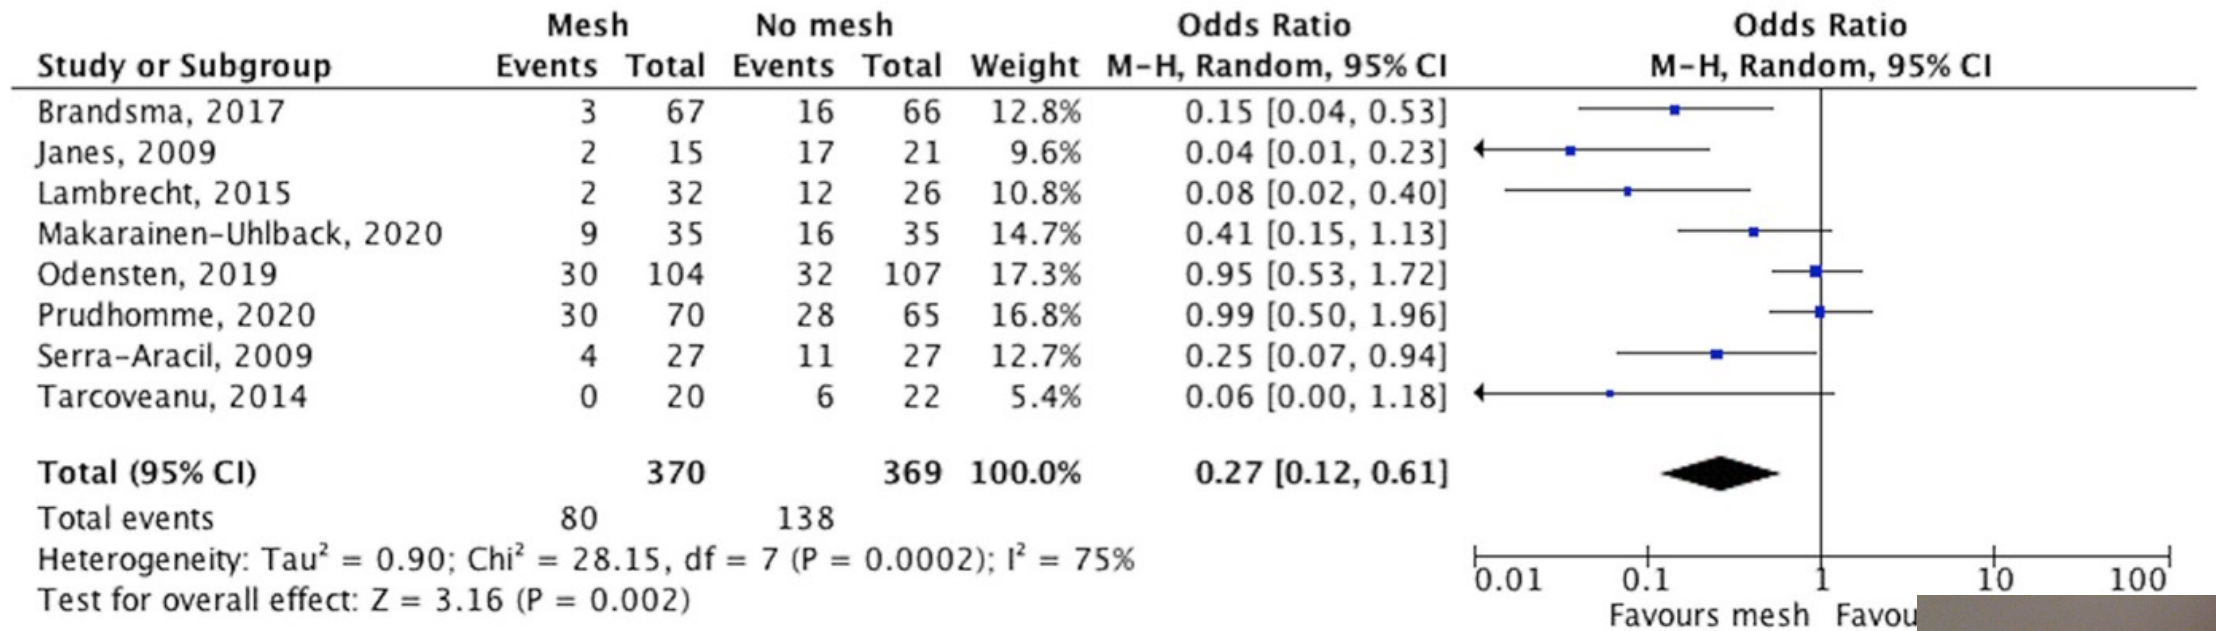 Mesh No mesh Odds Ratio Odds Ratio
Study or Subgroup Events Total Events Total Weight M-H, Random, 95% CI M-H, Random, 95% CI
Brandsma, 2017 3 67 16 66 12.8% 0.15 [0.04, 0.53]
Janes, 2009 2 15 17 21 9.6% 0.04 [0.01, 0.23]
Lambrecht, 2015 2 32 12 26 10.8% 0.08 [0.02, 0.40]
Makarainen-Uhlback, 2020 9 35 16 35 14.7% 0.41 [0.15, 1.13]
Odensten, 2019 30 104 32 107 17.3% 0.95 [0.53, 1.72]
Prudhomme, 2020 30 70 28 65 16.8% 0.99 [0.50, 1.96]
Serra-Aracil, 2009 4 27 11 27 12.7% 0.25 [0.07, 0.94]
Tarcoveanu, 2014 0 20 6 22 5.4% 0.06 [0.00, 1.18]
Total (95% CI) 370 369 100.0% 0.27 [0.12, 0.61]
Total events 80 138
Heterogeneity: Tau² = 0.90; Chi² = 28.15, df = 7 (P = 0.0002); I² = 75%
Test for overall effect: Z = 3.16 (P = 0.002)
0.01 0.1 1 10 100
Favours mesh